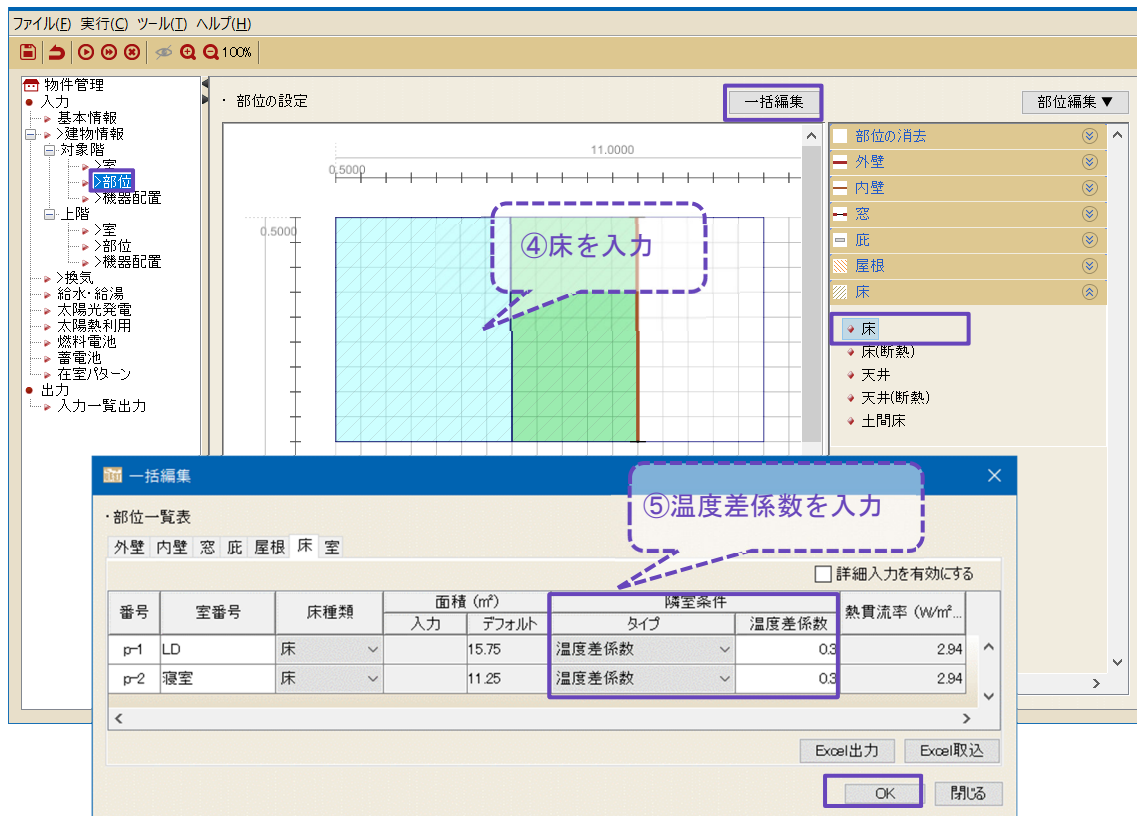 ファイル(F) 実行(C) ツール(T) ヘルプ(H)
100%
物件管理
入力
基本情報
>建物情報
対象階
>室
>部位
>機器配置
上階
>室
>部位
>機器配置
>換気
給水・給湯
太陽光発電
太陽熱利用
燃料電池
蓄電池
在室パターン
出力
入力一覧出力
・ 部位の設定
一括編集
部位編集▼
11.0000
0.5000
0.5000
④床を入力
部位の消去
外壁
内壁
窓
庇
屋根
床
床
床(断熱)
天井
天井(断熱)
土間床
一括編集
⑤温度差係数を入力
・部位一覧表
外壁 内壁 窓 庇 屋根 床 室
詳細入力を有効にする
番号 室番号 床種類 面積 (㎡) 隣室条件 熱貫流率 (W/㎡...
入力 デフォルト タイプ 温度差係数
p-1 LD 床 15.75 温度差係数 0.3 2.94
p-2 寝室 床 11.25 温度差係数 0.3 2.94
Excel出力 Excel取込
OK 閉じる